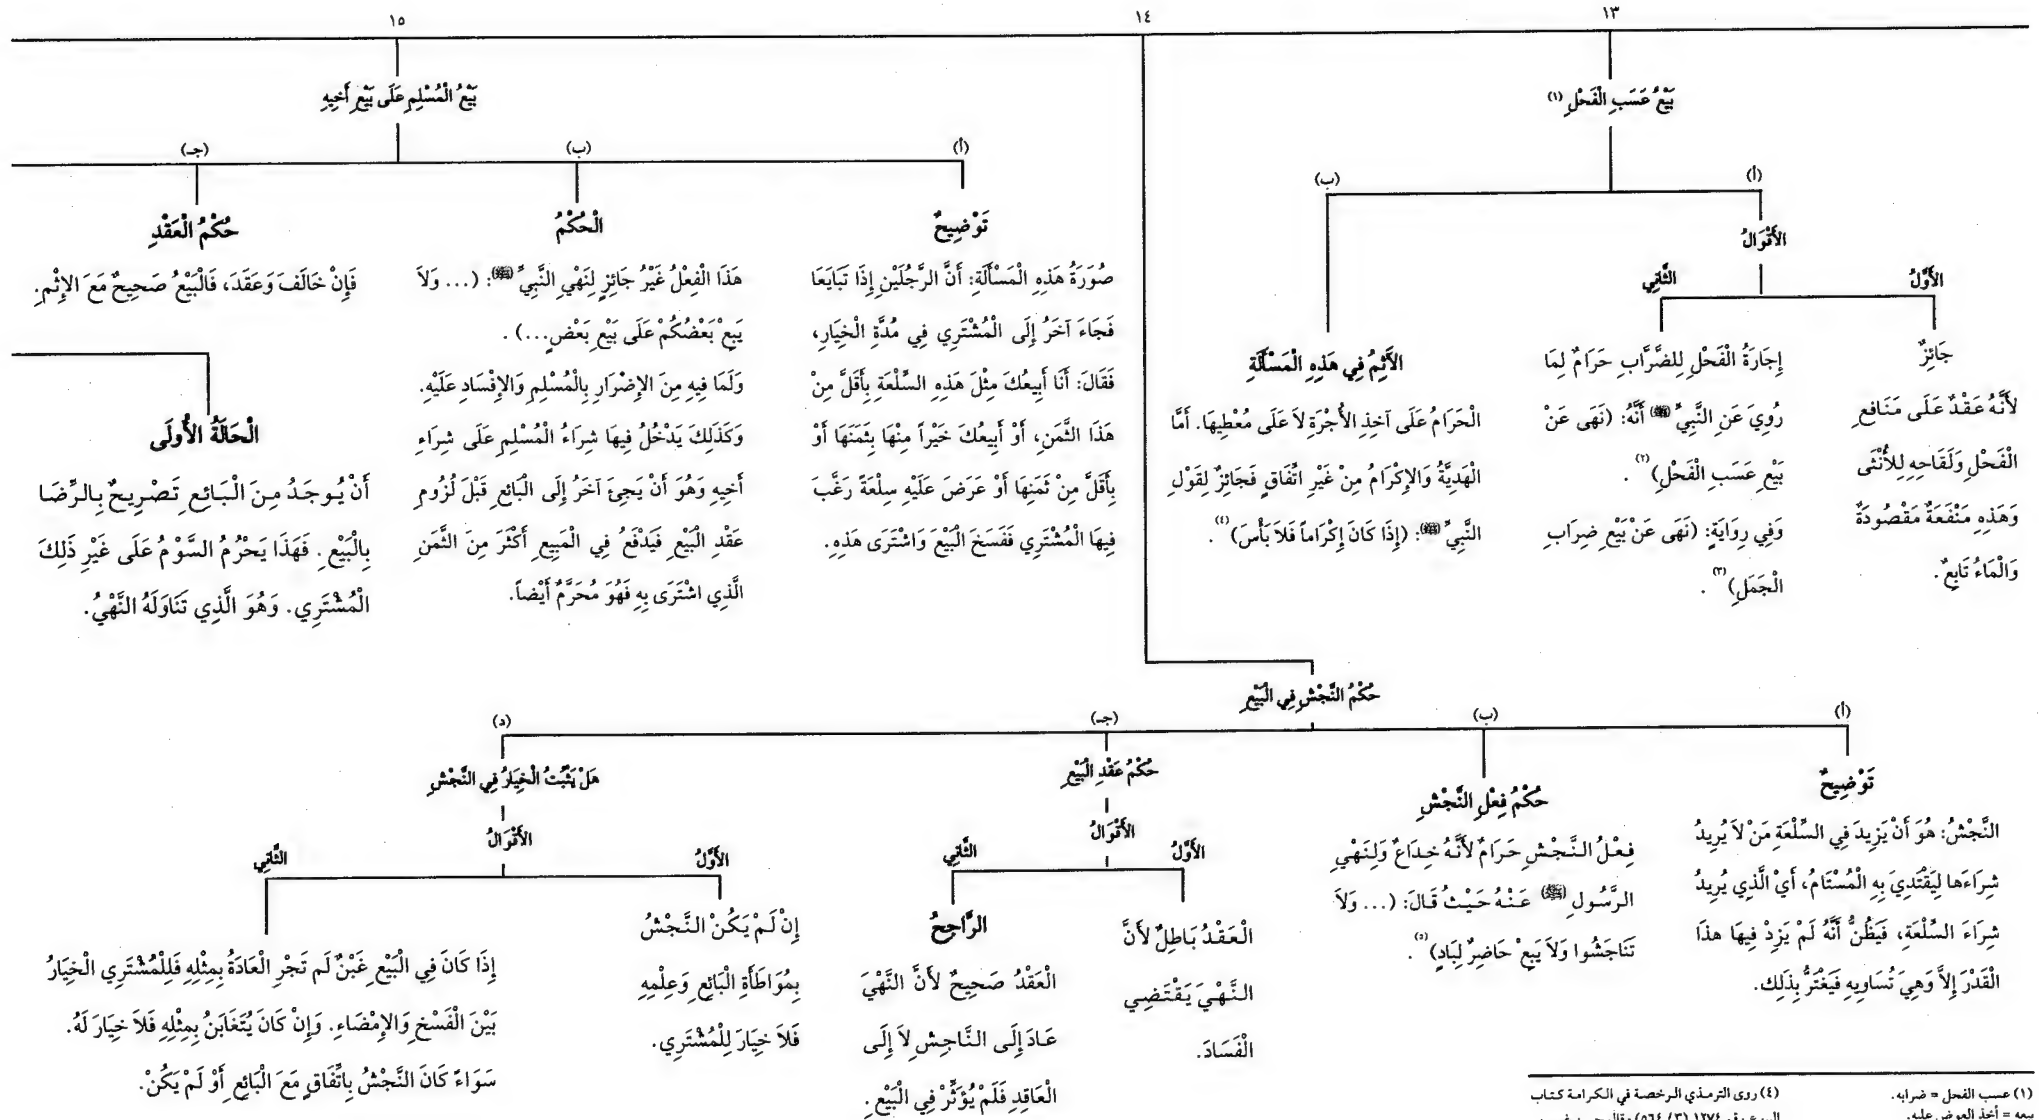 ١٣
بَيْعُ عَسَبِ الْفَحْلِ (١)
(أ)
الأَقْوَالُ
الأَوَّلُ
جَائِزٌ
لأَنَّهُ عَقْدٌ عَلَى مَنَافِعِ
الْفَحْلِ وَلَقَاحِهِ لِلأُنْثَى
وَهَذِهِ مَنْفَعَةٌ مَقْصُودَةٌ
وَالْمَاءُ تَابِعٌ.
الثَّانِي
إِجَارَةُ الْفَحْلِ لِلضَّرَّابِ حَرَامٌ لِمَا
رُوِيَ عَنِ النَّبِيِّ (ﷺ) أَنَّهُ: (نَهَى عَنْ
بَيْعِ عَسَبِ الْفَحْلِ) (٢) .
وَفِي رِوَايَةٍ: (نَهَى عَنْ بَيْعِ ضِرَابِ
الْجَمَلِ) (٣) .
(ب)
الأَثِمُ فِي هَذِهِ الْمَسْأَلَةِ
الْحَرَامُ عَلَى آخِذِ الأُجْرَةِ لاَ عَلَى مُعْطِيهَا. أَمَّا
الْهَدِيَّةُ وَالإِكْرَامُ مِنْ غَيْرِ اتِّفَاقٍ فَجَائِزٌ لِقَوْلِ
النَّبِيِّ (ﷺ): (إِذَا كَانَ إِكْرَاماً فَلاَ بَأْسَ) (٤) .
١٤
حُكْمُ النَّجْشِ فِي الْبَيْعِ
(أ)
تَوْضِيحٌ
النَّجْشُ: هُوَ أَنْ يَزِيدَ فِي السِّلْعَةِ مَنْ لاَ يُرِيدُ
شِرَاءَها لِيَقْتَدِيَ بِهِ الْمُسْتَامُ، أَيْ الَّذِي يُرِيدُ
شِرَاءَ السِّلْعَةِ، فَيَظُنُّ أَنَّهُ لَمْ يَزِدْ فِيهَا هذَا
الْقَدْرَ إِلاَّ وَهِيَ تُسَاوِيهِ فَيَغْتَرُّ بِذَلِك.
(ب)
حُكْمُ فِعْلِ النَّجْشِ
فِعْلُ النَّجْشِ حَرَامٌ لأَنَّهُ خِدَاعٌ وَلِنَهْيِ
الرَّسُولِ (ﷺ) عَنْهُ حَيْثُ قَالَ: (... وَلاَ
تَنَاجَشُوا وَلاَ يَبِعْ حَاضِرٌ لِبَادٍ) (٥) .
(جـ)
حُكْمُ عَقْدِ الْبَيْعِ
الأَقْوَالُ
الأَوَّلُ
الْعَقْدُ بَاطِلٌ لأَنَّ
النَّهْيَ يَقْتَضِي
الْفَسَادَ.
الثَّانِي
الرَّاجِحُ
الْعَقْدُ صَحِيحٌ لأَنَّ النَّهْيَ
عَادَ إِلَى النَّاجِشِ لاَ إِلَى
الْعَاقِدِ فَلَمْ يُؤَثِّرْ فِي الْبَيْعِ.
(د)
هَلْ يَثْبُتُ الْخِيَارُ فِي النَّجْشِ
الأَقْوَالُ
الأَوَّلُ
إِنْ لَمْ يَكُنْ النَّجْشُ
بِمُوَاطَأَةِ الْبَائِعِ وَعِلْمِهِ
فَلاَ خِيَارَ لِلْمُشْتَرِي.
الثَّانِي
إِذَا كَانَ فِي الْبَيْعِ غَبْنٌ لَم تَجْرِ الْعَادَةُ بِمِثْلِهِ فَلِلْمُشْتَرِي الْخِيَارُ
بَيْنَ الْفَسْخِ وَالإِمْضَاءِ. وَإِنْ كَانَ يُتَغَابَنُ بِمِثْلِهِ فَلاَ خِيَارَ لَهُ.
سَوَاءٌ كَانَ النَّجْشُ بِاتِّفَاقٍ مَعَ الْبَائِعِ أَوْ لَمْ يَكُنْ.
١٥
بَيْعُ الْمُسْلِمِ عَلَى بَيْعِ أَخِيهِ
(أ)
تَوْضِيحٌ
صُورَةُ هَذِهِ الْمَسْأَلَةِ: أَنَّ الرَّجُلَيْنِ إِذَا تَبَايَعَا
فَجَاءَ آخَرُ إِلَى الْمُشْتَرِي فِي مُدَّةِ الْخِيَارِ،
فَقَالَ: أَنَا أَبِيعُكَ مِثْلَ هَذِهِ السِّلْعَةِ بِأَقَلَّ مِنْ
هَذَا الثَّمَنِ، أَوْ أَبِيعُكَ خَيْراً مِنْهَا بِثَمَنَهَا أَوْ
بِأَقَلَّ مِنْ ثَمَنِهَا أَوْ عَرَضَ عَلَيْهِ سِلْعَةً رَغَّبَ
فِيهَا الْمُشْتَرِي فَفَسَخَ الْبَيْعَ وَاشْتَرَى هَذِهِ.
(ب)
الْحُكْمُ
هَذَا الْفِعْلُ غَيْرُ جَائِزٍ لِنَهْيِ النَّبِيِّ (ﷺ): (... وَلاَ
يَبِعْ بَعْضُكُمْ عَلَى بَيْعِ بَعْضٍ...) .
وَلَمَا فِيهِ مِنَ الإِضْرَارِ بِالْمُسْلِمِ وَالإِفْسَادِ عَلَيْهِ.
وَكَذَلِكَ يَدْخُلُ فِيهَا شِرَاءُ الْمُسْلِمِ عَلَى شِرَاءِ
أَخِيهِ وَهُوَ أَنْ يَجِئَ آخَرُ إِلَى الْبَائِعِ قَبْلَ لُزُومِ
عَقْدِ الْبَيْعِ فَيَدْفَعُ فِي الْمَبِيعِ أَكْثَرَ مِنَ الثَّمَنِ
الَّذِي اشْتَرَى بِهِ فَهُوَ مُحَرَّمٌ أَيْضاً.
(جـ)
حُكْمُ الْعَقْدِ
فَإِنْ خَالَفَ وَعَقَدَ، فَالْبَيْعُ صَحِيحٌ مَعَ الإِثْمِ.
الْحَالَةُ الأُولَى
أَنْ يُوجَدُ مِنَ الْبَائِعِ تَصْرِيحٌ بِالرِّضَا
بِالْبَيْعِ. فَهَذَا يَحْرُمُ السَّوْمُ عَلَى غَيْرِ ذَلِكَ
الْمُشْتَرِي. وَهُوَ الَّذِي تَنَاوَلَهُ النَّهْيُ.
(١) عسب الفحل = ضرابه.
بيعه = أخذ العوض عليه.
(٤) روى الترمذي الرخصة في الكرامة كتاب